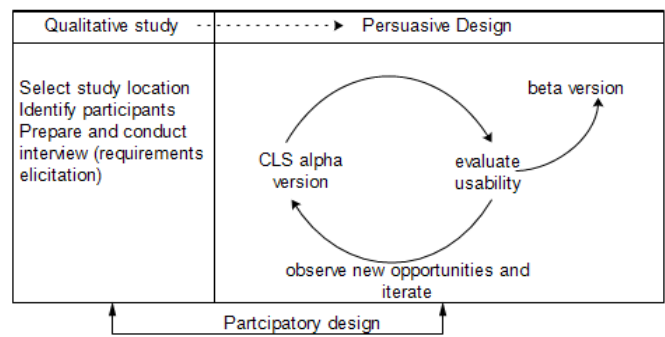 Qualitative study
Persuasive Design
Select study location
Identify participants
Prepare and conduct
interview (requirements
elicitation)
CLS alpha
version
evaluate
usability
beta version
observe new opportunities and
iterate
Partcipatory design